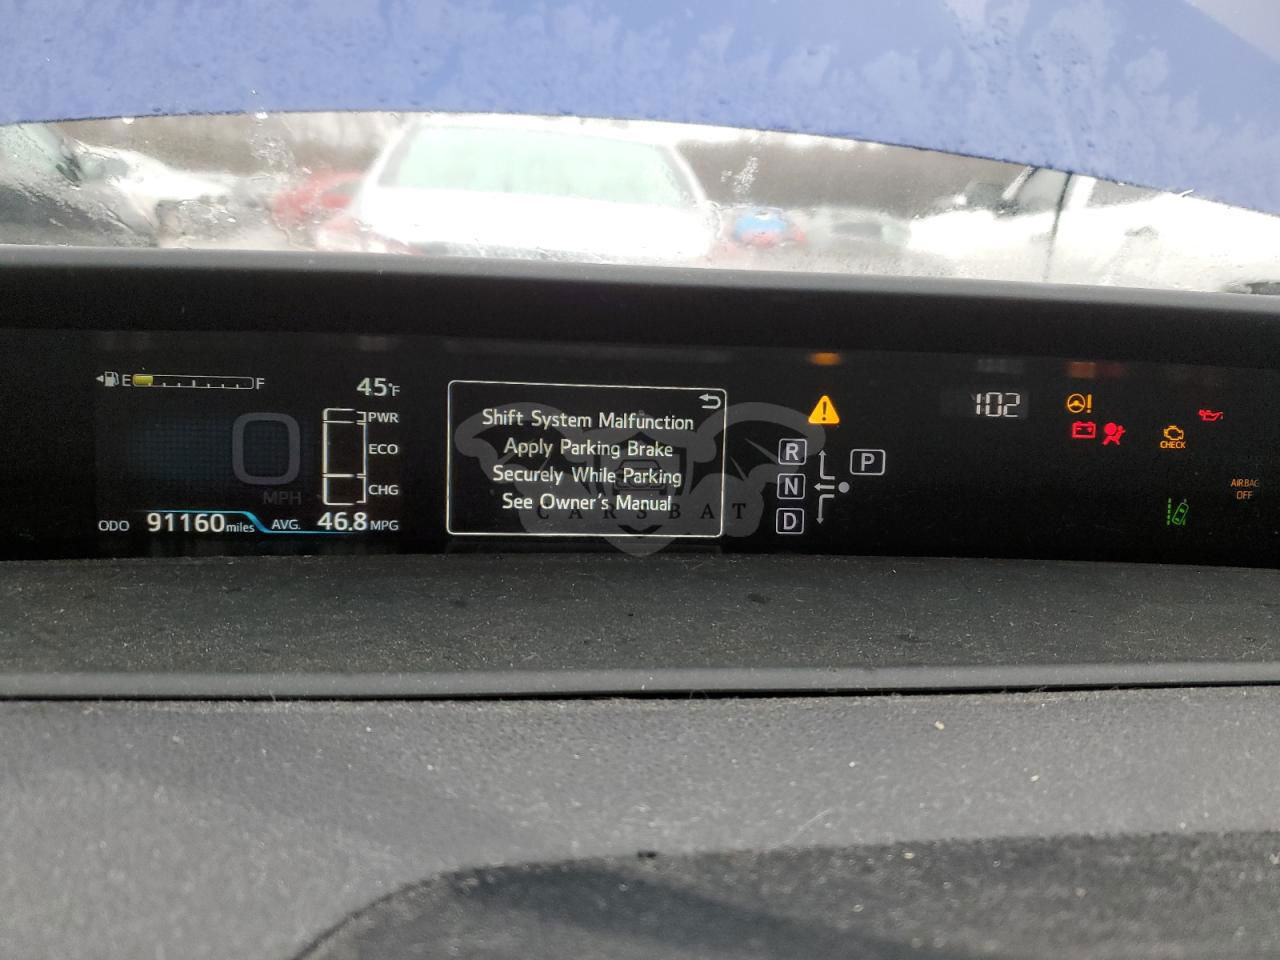 E F
45°F
PWR
ECO
CHG
0
MPH
ODO 91160 miles AVG. 46.8 MPG
Shift System Malfunction
Apply Parking Brake
Securely While Parking
See Owner's Manual
CARSBAT
R
N
D
P
1:02
!
CHECK
AIRBAG
OFF